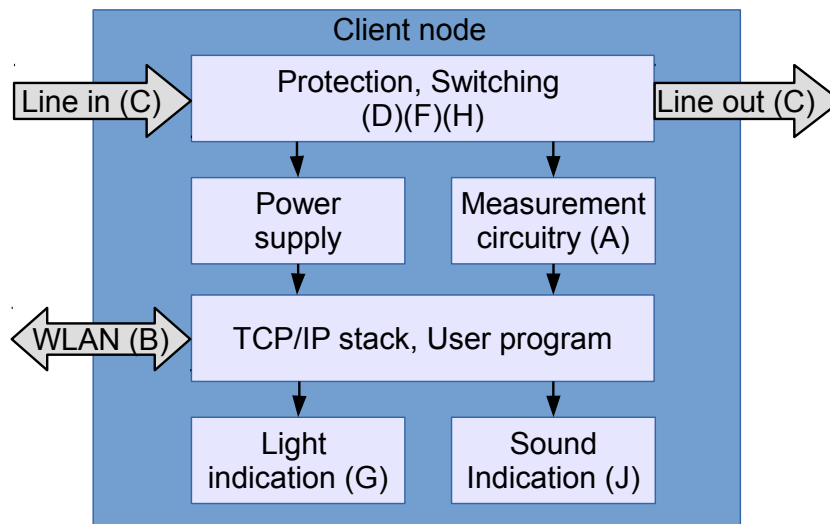 Client node
Line in (C)
Protection, Switching
(D)(F)(H)
Line out (C)
Power
supply
Measurement
circuitry (A)
WLAN (B)
TCP/IP stack, User program
Light
indication (G)
Sound
Indication (J)